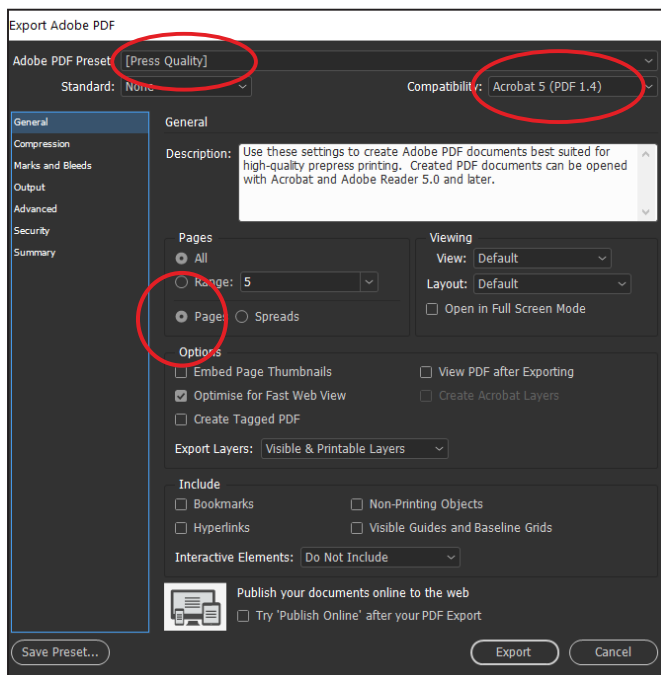 Export Adobe PDF
Adobe PDF Preset: [Press Quality]
Standard: None
Compatibility: Acrobat 5 (PDF 1.4)
General
Compression
Marks and Bleeds
Output
Advanced
Security
Summary
General
Description: Use these settings to create Adobe PDF documents best suited for
high-quality prepress printing. Created PDF documents can be opened
with Acrobat and Adobe Reader 5.0 and later.
Pages
All
Range: 5
Pages Spreads
Viewing
View: Default
Layout: Default
Open in Full Screen Mode
Options
Embed Page Thumbnails
View PDF after Exporting
Optimise for Fast Web View
Create Acrobat Layers
Create Tagged PDF
Export Layers: Visible & Printable Layers
Include
Bookmarks
Non-Printing Objects
Hyperlinks
Visible Guides and Baseline Grids
Interactive Elements: Do Not Include
Publish your documents online to the web
Try 'Publish Online' after your PDF Export
Save Preset...
Export
Cancel